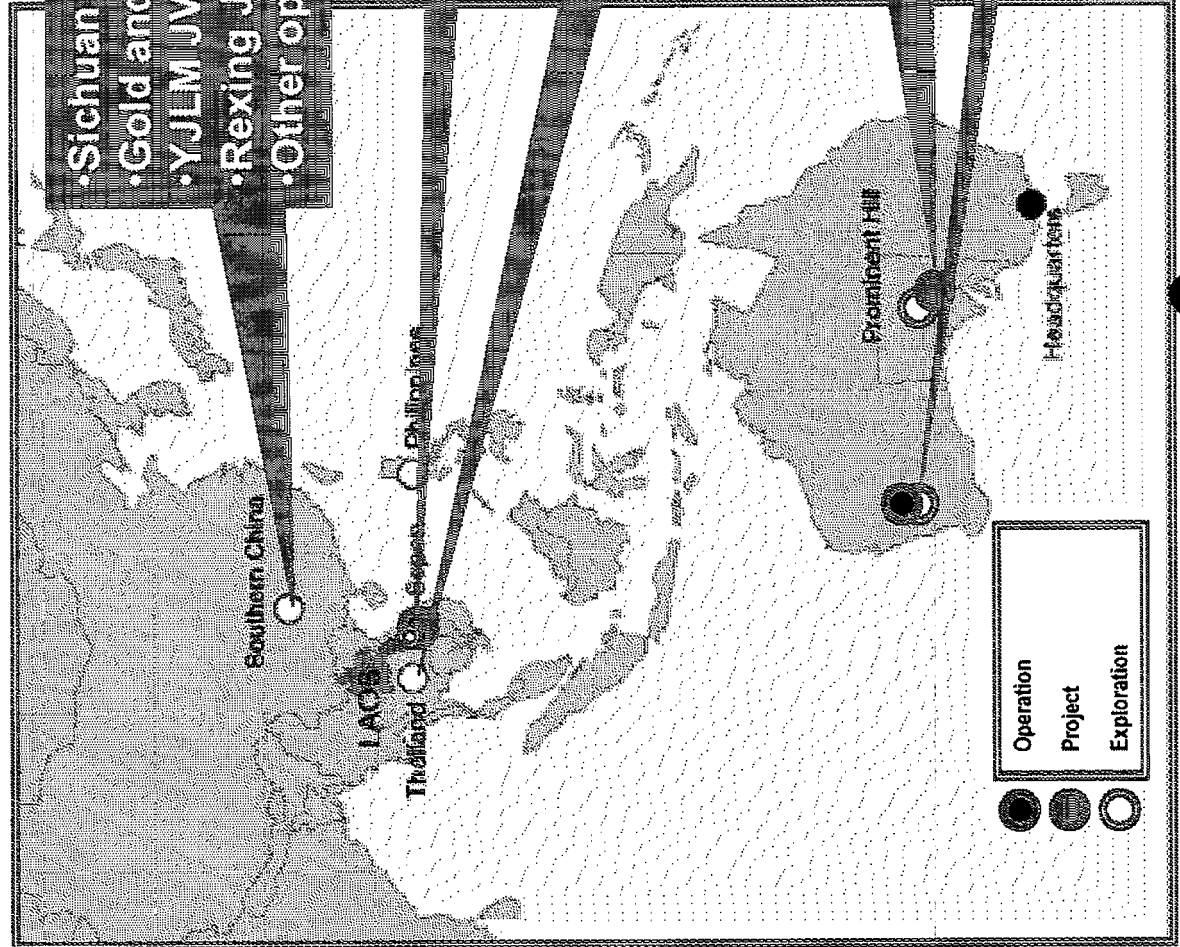 •Sichuan
•Gold and
•YJLM JV
•Rexing J
•Other op
Southern China
LAOS
Thailand
Sepon
Philippines
Prominent Hill
Headquarters
Operation
Project
Exploration